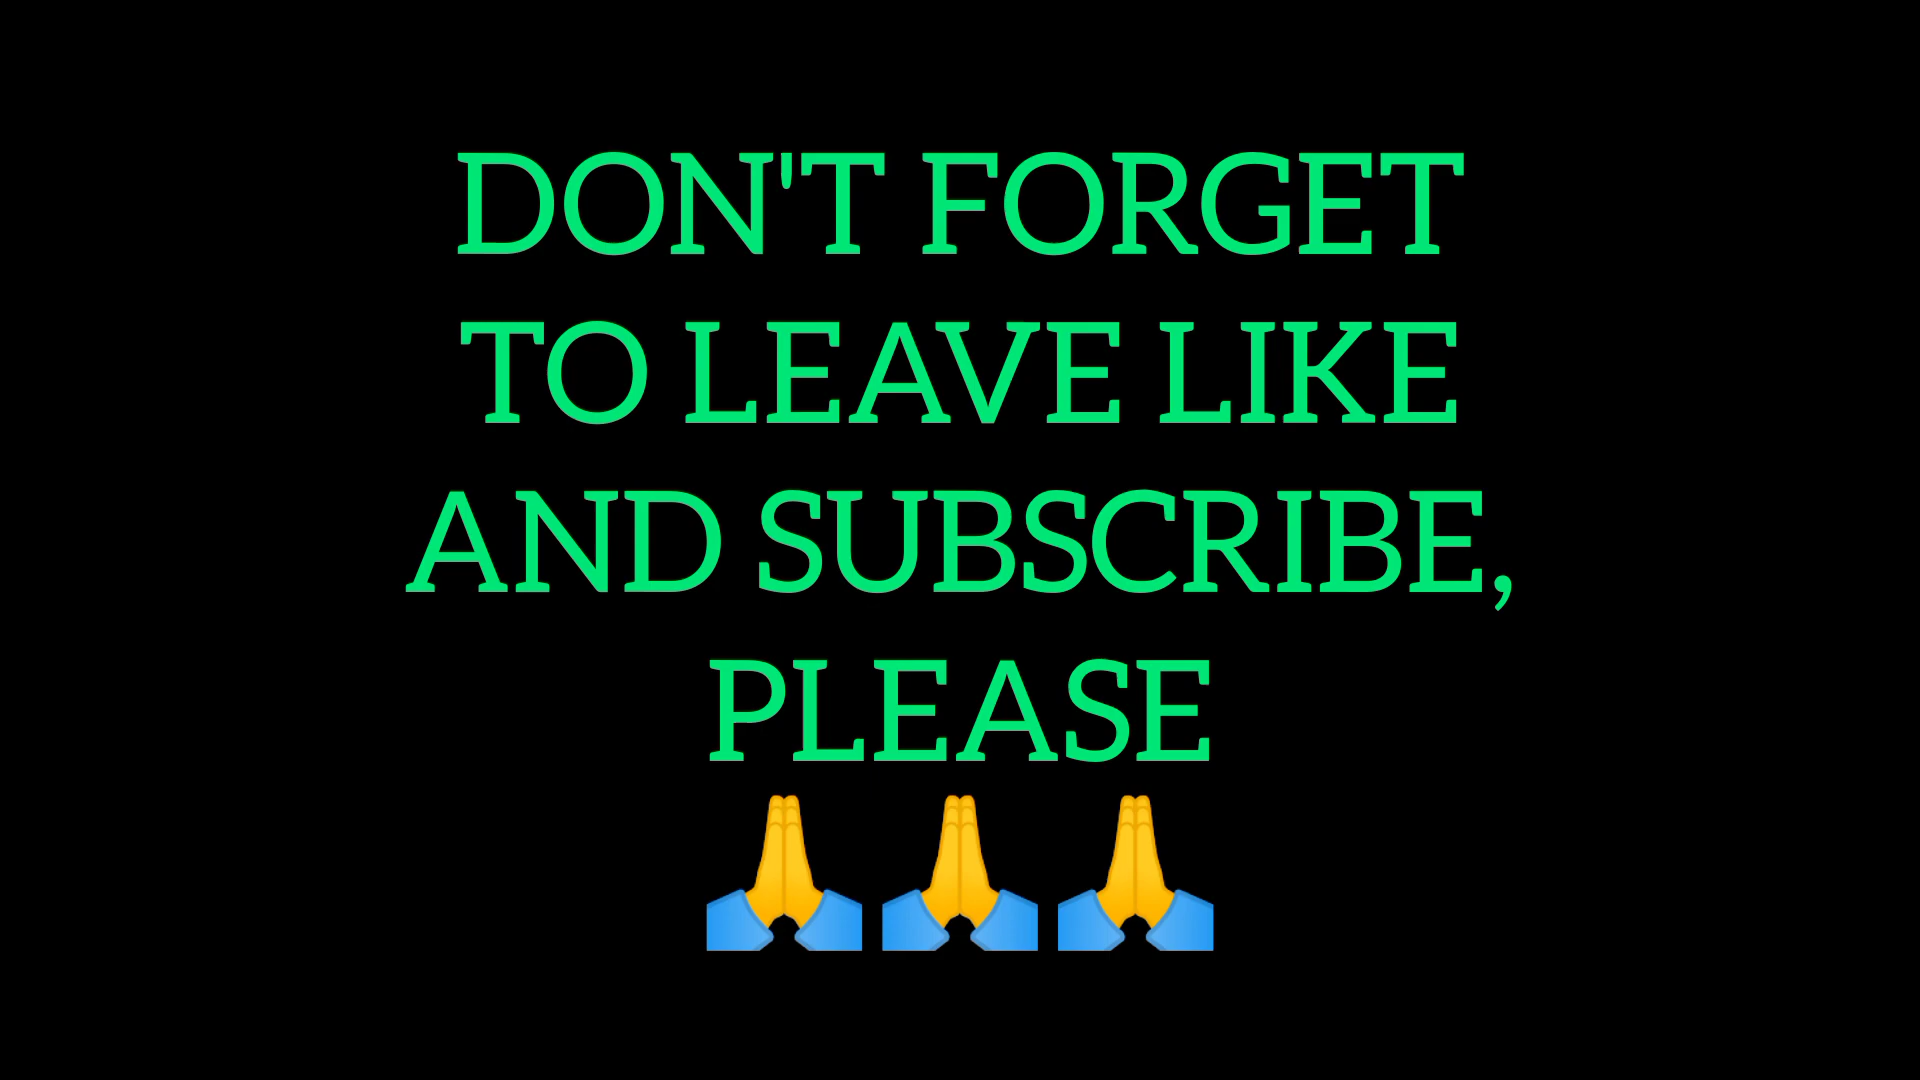 DON'T FORGET
TO LEAVE LIKE
AND SUBSCRIBE,
PLEASE
🙏🙏🙏